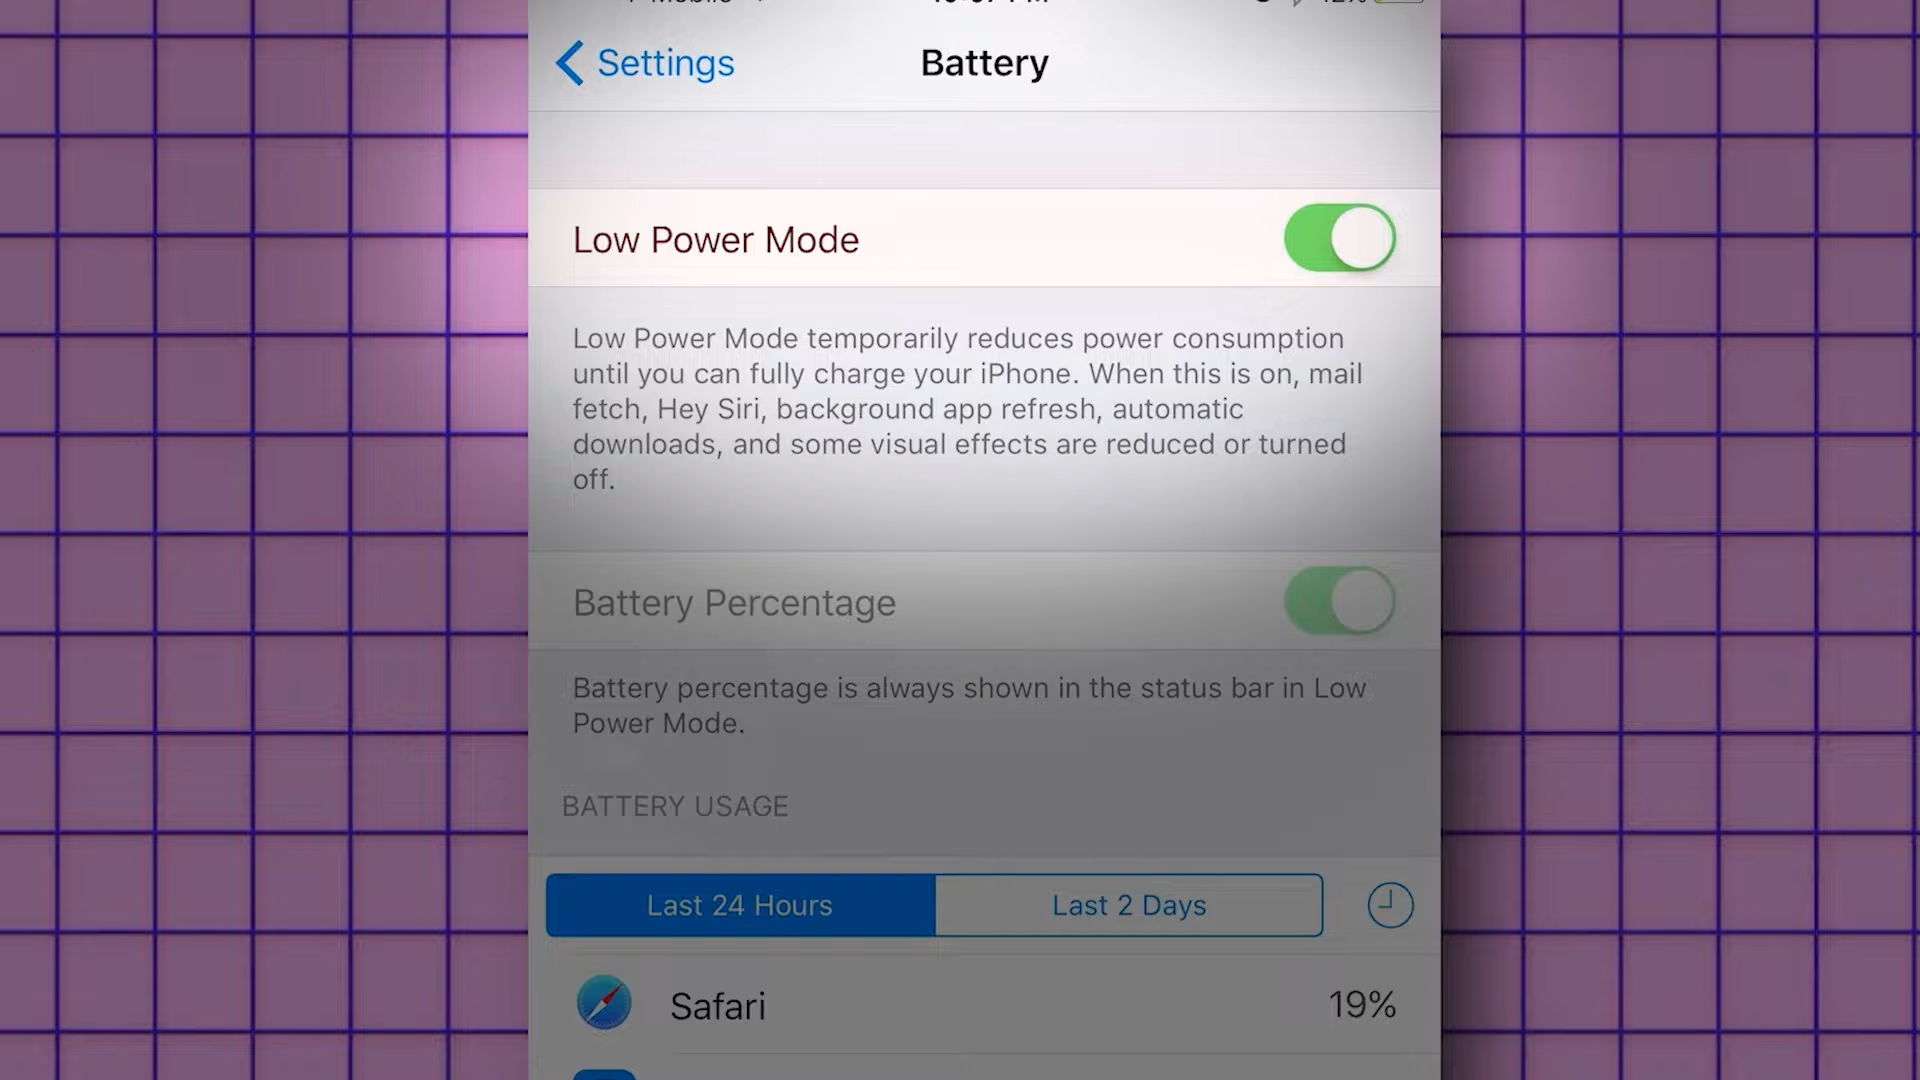 Settings
Battery
Low Power Mode
Low Power Mode temporarily reduces power consumption
until you can fully charge your iPhone. When this is on, mail
fetch, Hey Siri, background app refresh, automatic
downloads, and some visual effects are reduced or turned
off.
Battery Percentage
Battery percentage is always shown in the status bar in Low
Power Mode.
BATTERY USAGE
Last 24 Hours
Last 2 Days
Safari
19%